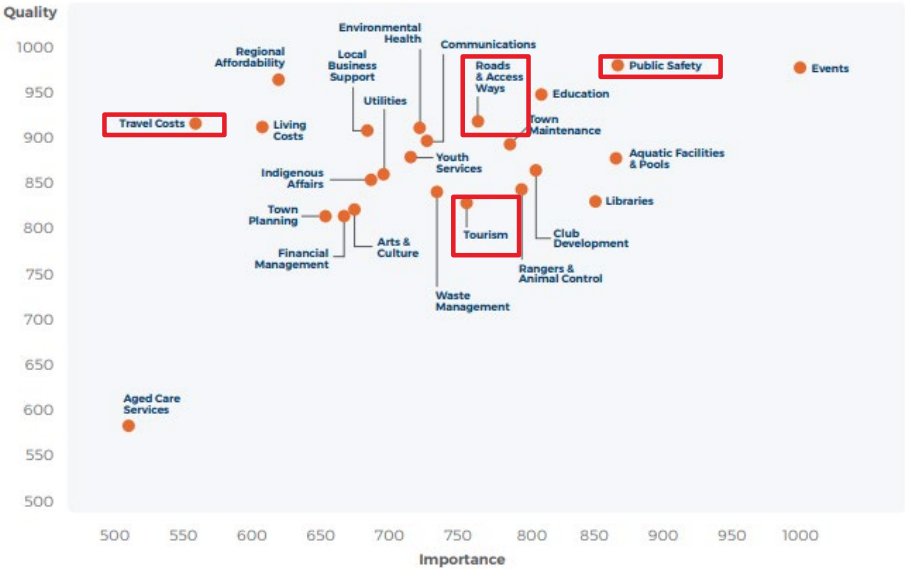 Quality
1000
950
900
850
800
750
700
650
600
550
500
Environmental
Health
Communications
Regional
Affordability
Local
Business
Support
Utilities
Roads
& Access
Ways
Public Safety
Events
Education
Travel Costs
Living
Costs
Town
Maintenance
Youth
Services
Aquatic Facilities
& Pools
Indigenous
Affairs
Libraries
Town
Planning
Financial
Management
Arts &
Culture
Tourism
Club
Development
Rangers &
Animal Control
Waste
Management
Aged Care
Services
500
550
600
650
700
750
800
850
900
950
1000
Importance